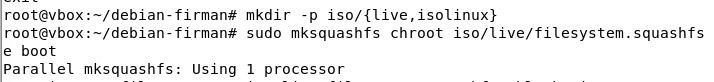 exit
root@vbox:~/debian-firman# mkdir -p iso/{live,isolinux}
root@vbox:~/debian-firman# sudo mksquashfs chroot iso/live/filesystem.squashfs
e boot
Parallel mksquashfs: Using 1 processor